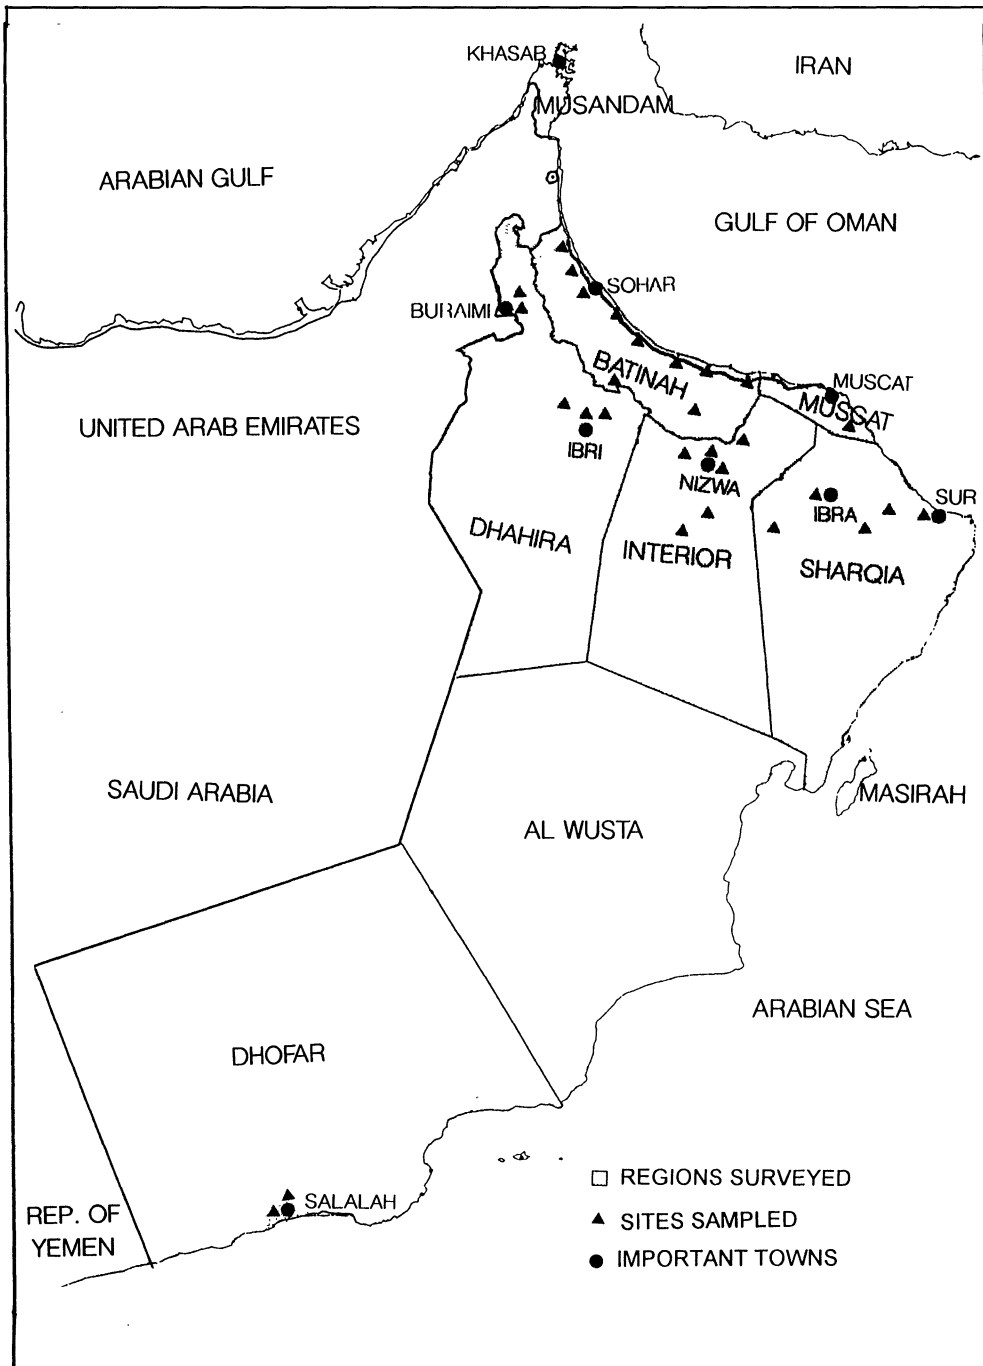 KHASAB
IRAN
MUSANDAM
ARABIAN GULF
GULF OF OMAN
SOHAR
BURAIMI
BATINAH
MUSCAT
MUSCAT
UNITED ARAB EMIRATES
IBRI
NIZWA
SUR
IBRA
DHAHIRA
INTERIOR
SHARQIA
SAUDI ARABIA
MASIRAH
AL WUSTA
ARABIAN SEA
DHOFAR
REGIONS SURVEYED
SALALAH
REP. OF
YEMEN
SITES SAMPLED
IMPORTANT TOWNS